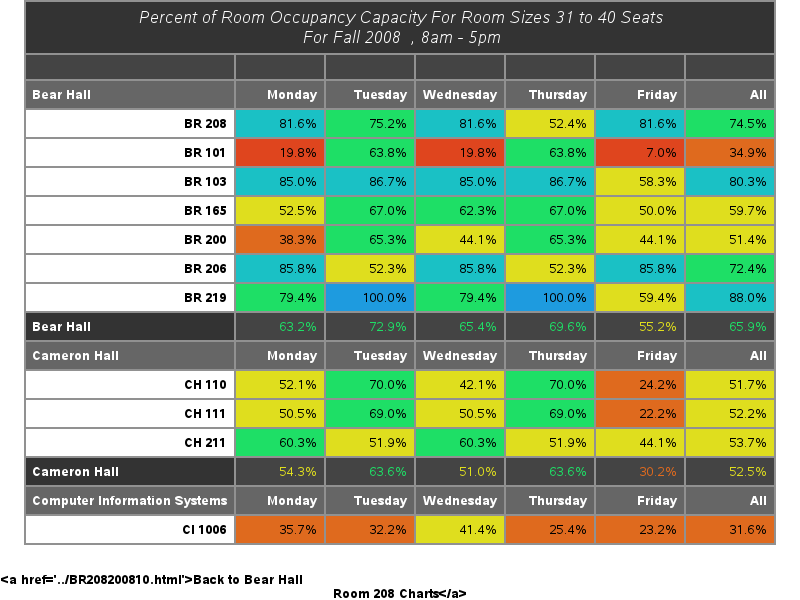 Percent of Room Occupancy Capacity For Room Sizes 31 to 40 Seats
For Fall 2008  , 8am - 5pm
Bear Hall Monday Tuesday Wednesday Thursday Friday All
BR 208 81.6% 75.2% 81.6% 52.4% 81.6% 74.5%
BR 101 19.8% 63.8% 19.8% 63.8% 7.0% 34.9%
BR 103 85.0% 86.7% 85.0% 86.7% 58.3% 80.3%
BR 165 52.5% 67.0% 62.3% 67.0% 50.0% 59.7%
BR 200 38.3% 65.3% 44.1% 65.3% 44.1% 51.4%
BR 206 85.8% 52.3% 85.8% 52.3% 85.8% 72.4%
BR 219 79.4% 100.0% 79.4% 100.0% 59.4% 88.0%
Bear Hall 63.2% 72.9% 65.4% 69.6% 55.2% 65.9%
Cameron Hall Monday Tuesday Wednesday Thursday Friday All
CH 110 52.1% 70.0% 42.1% 70.0% 24.2% 51.7%
CH 111 50.5% 69.0% 50.5% 69.0% 22.2% 52.2%
CH 211 60.3% 51.9% 60.3% 51.9% 44.1% 53.7%
Cameron Hall 54.3% 63.6% 51.0% 63.6% 30.2% 52.5%
Computer Information Systems Monday Tuesday Wednesday Thursday Friday All
CI 1006 35.7% 32.2% 41.4% 25.4% 23.2% 31.6%
<a href='../BR208200810.html'>Back to Bear Hall
Room 208 Charts</a>